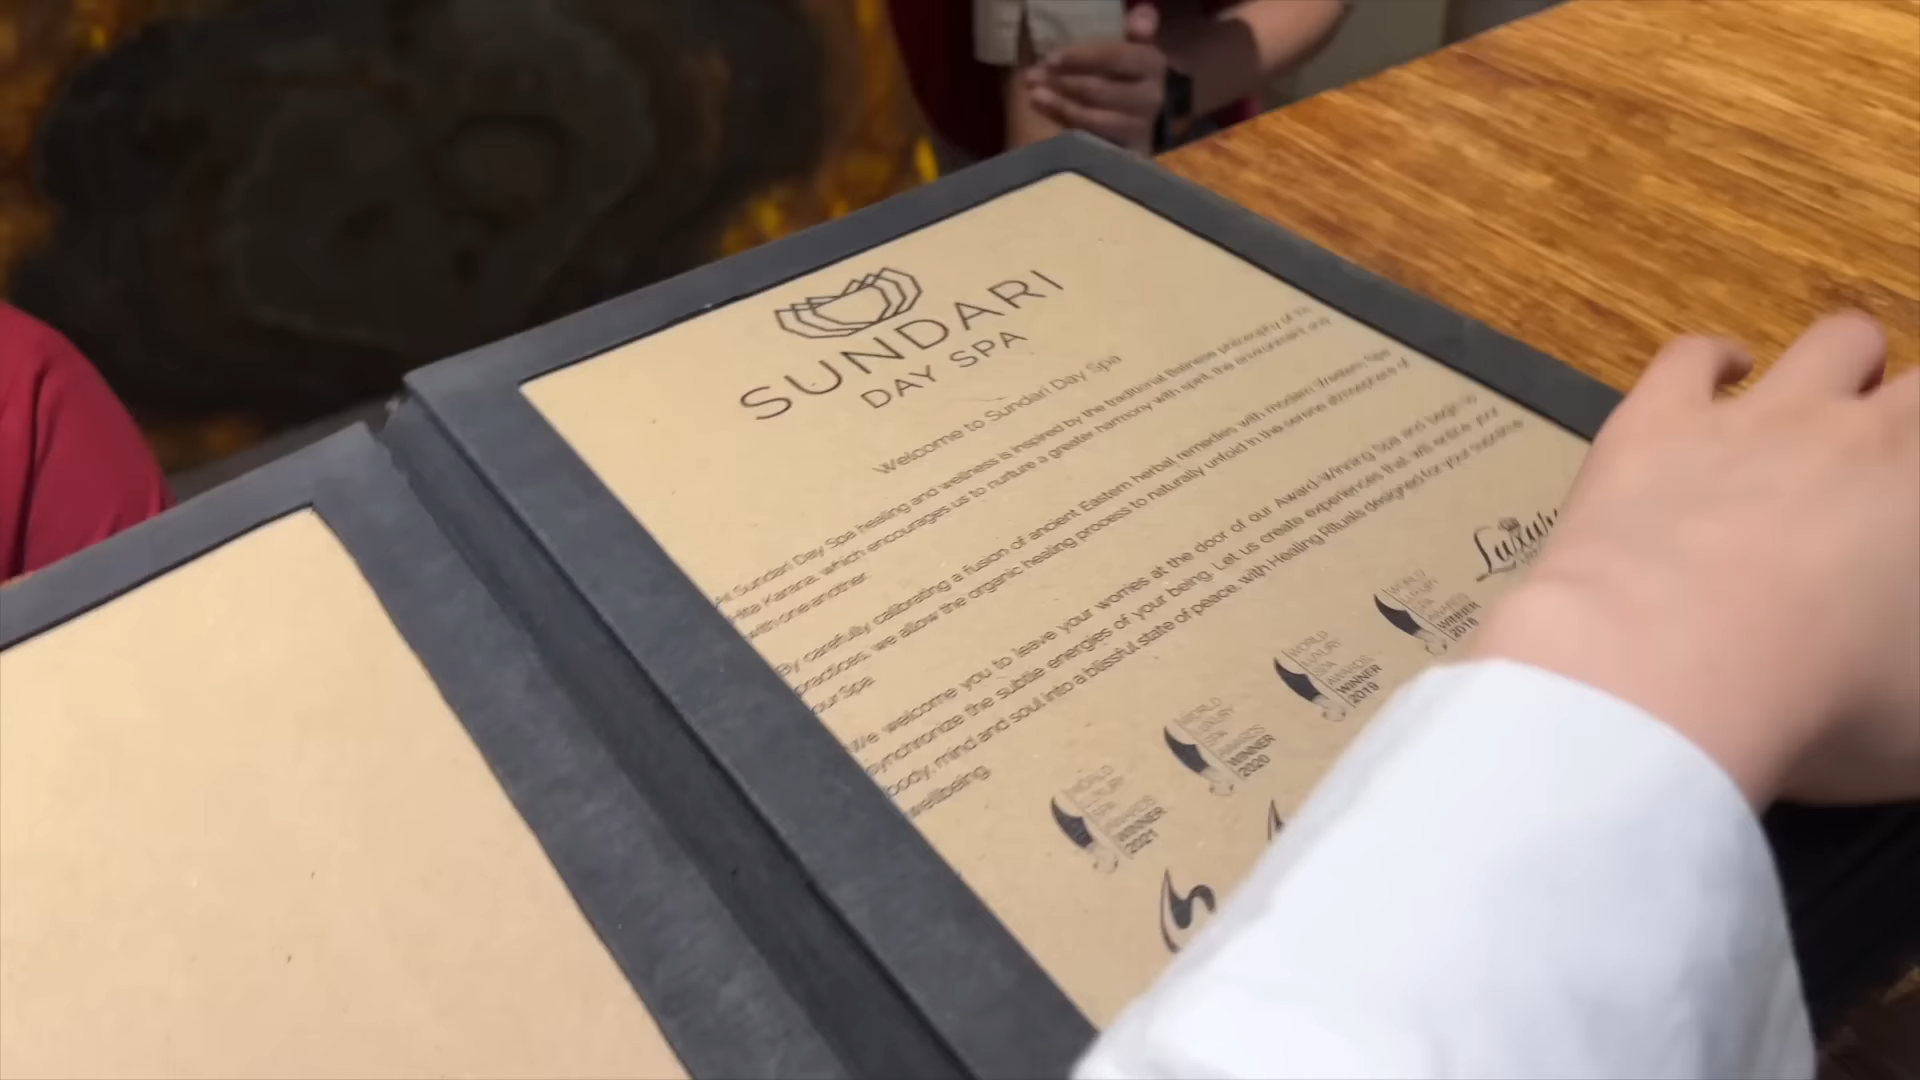 SUNDARI
DAY SPA
Welcome to Sundari Day Spa
At Sundari Day Spa healing and wellness is inspired by the traditional Balinese philosophy of Tri
Hita Karana, which encourages us to nurture a greater harmony with spirit, the environment and
with one another.
By carefully calibrating a fusion of ancient Eastern herbal remedies with modern Western Spa
practices, we allow the organic healing process to naturally unfold in the serene atmosphere of
our Spa.
We welcome you to leave your worries at the door of our Award-Winning Spa and begin to
synchronize the subtle energies of your being. Let us create experiences that will entice your
body, mind and soul into a blissful state of peace, with Healing Rituals designed for your
wellbeing.
Luxury
WORLD
LUXURY
SPA
AWARDS
WINNER
2018
WORLD
LUXURY
SPA
AWARDS
WINNER
2019
WORLD
LUXURY
SPA
AWARDS
WINNER
2020
WORLD
LUXURY
SPA
AWARDS
WINNER
2021